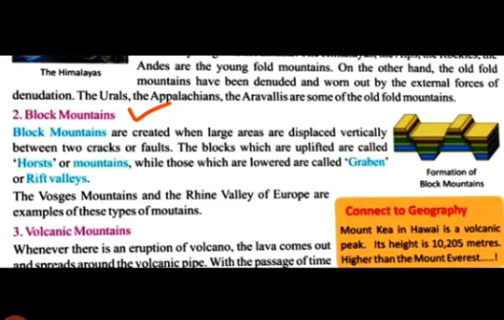 Andes are the young fold mountains. On the other hand, the old fold
The Himalayas
mountains have been denuded and worn out by the external forces of
denudation. The Urals, the Appalachians, the Aravallis are some of the old fold mountains.
2. Block Mountains
Block Mountains are created when large areas are displaced vertically
between two cracks or faults. The blocks which are uplifted are called
'Horsts' or mountains, while those which are lowered are called 'Graben'
or Rift valleys.
Formation of
Block Mountains
The Vosges Mountains and the Rhine Valley of Europe are
examples of these types of moutains.
3. Volcanic Mountains
Whenever there is an eruption of volcano, the lava comes out
and spreads around the volcanic pipe. With the passage of time
Connect to Geography
Mount Kea in Hawai is a volcanic
peak. Its height is 10,205 metres.
Higher than the Mount Everest.....!